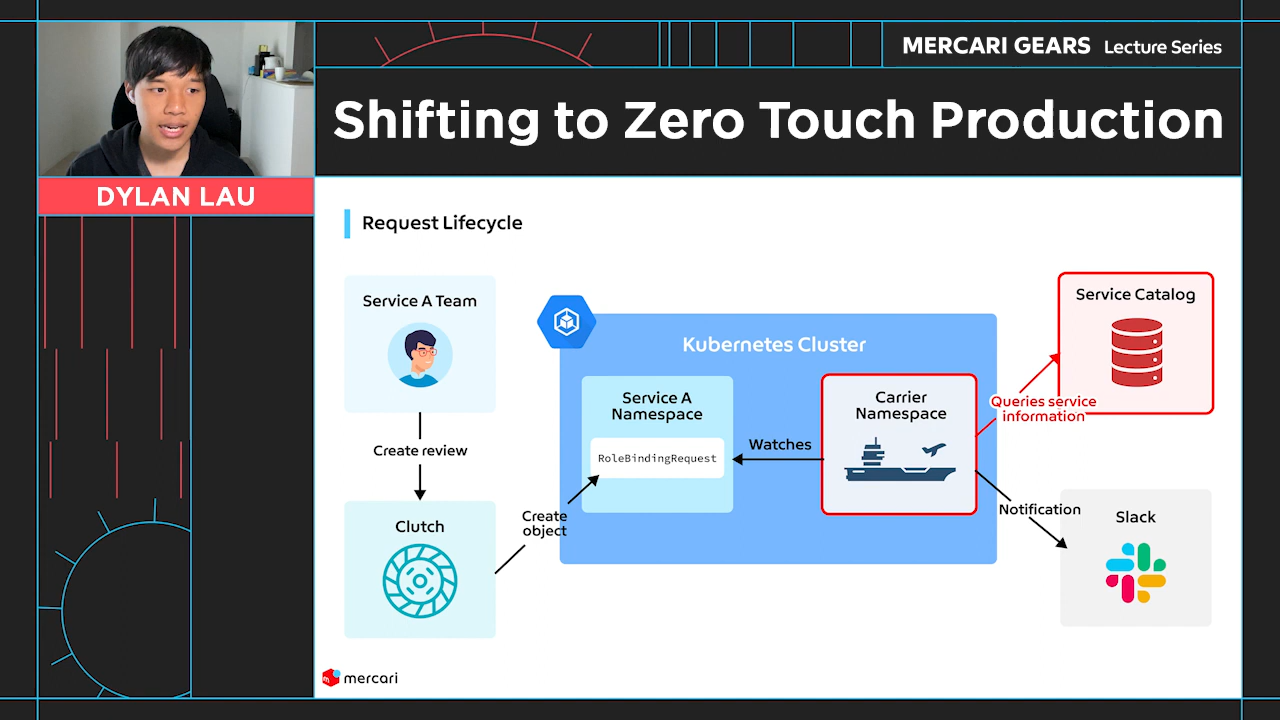 MERCARI GEARS Lecture Series
Shifting to Zero Touch Production
DYLAN LAU
Request Lifecycle
Service A Team
Create review
Clutch
Create
object
Kubernetes Cluster
Service A
Namespace
RoleBindingRequest
Watches
Carrier
Namespace
Queries service
information
Service Catalog
Notification
Slack
mercari